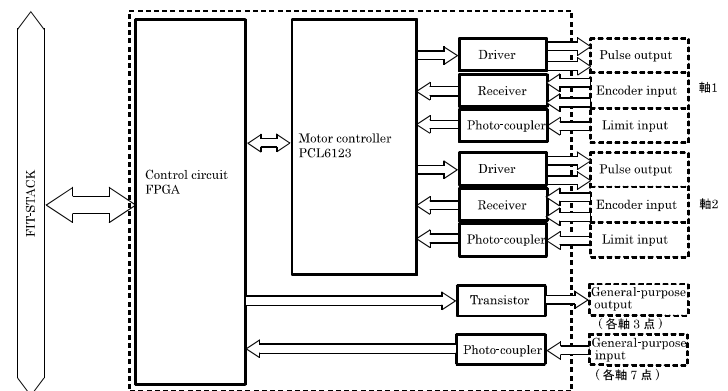 FIT-STACK
Control circuit
FPGA
Motor controller
PCL6123
Driver
Pulse output
Receiver
Encoder input
軸1
Photo-coupler
Limit input
Driver
Pulse output
Receiver
Encoder input
軸2
Photo-coupler
Limit input
Transistor
General-purpose
output
(各軸 3 点)
Photo-coupler
General-purpose
input
(各軸 7 点)